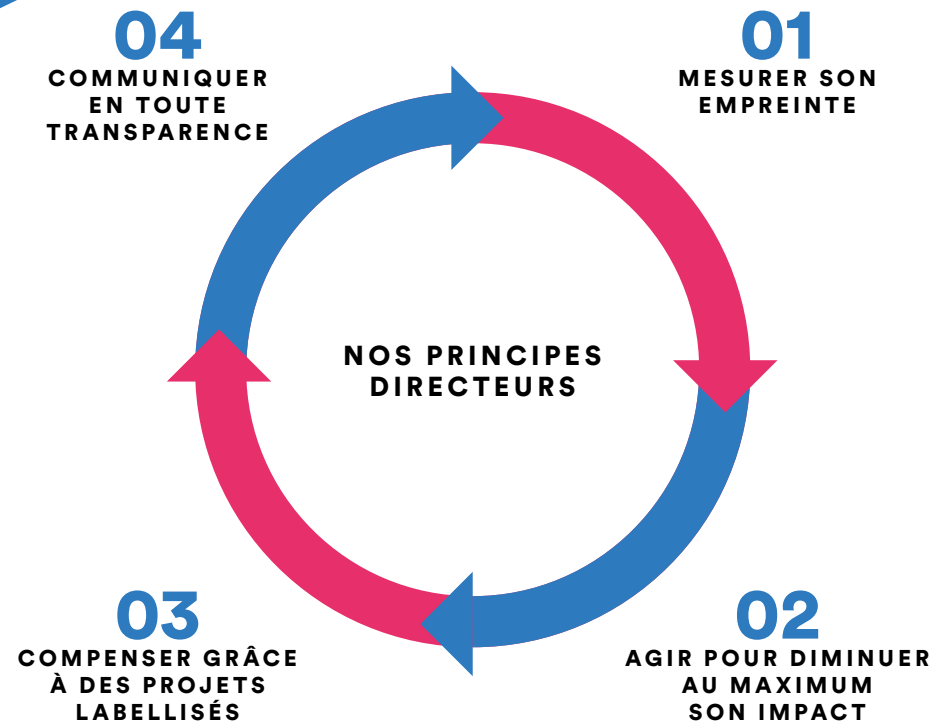 04
COMMUNIQUER
EN TOUTE
TRANSPARENCE
01
MESURER SON
EMPREINTE
NOS PRINCIPES
DIRECTEURS
03
COMPENSER GRÂCE
À DES PROJETS
LABELLISÉS
02
AGIR POUR DIMINUER
AU MAXIMUM
SON IMPACT